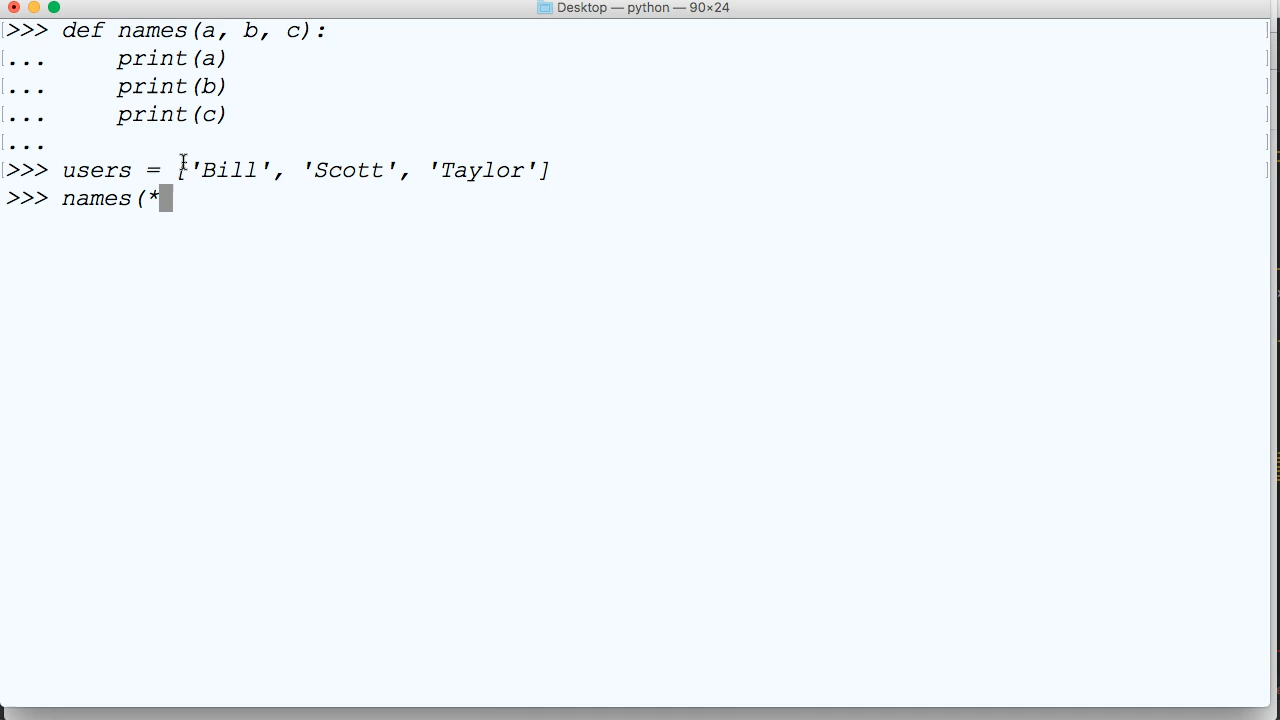 Desktop — python — 90×24
>>> def names(a, b, c):
...     print(a)
...     print(b)
...     print(c)
...
>>> users = ['Bill', 'Scott', 'Taylor']
>>> names(*